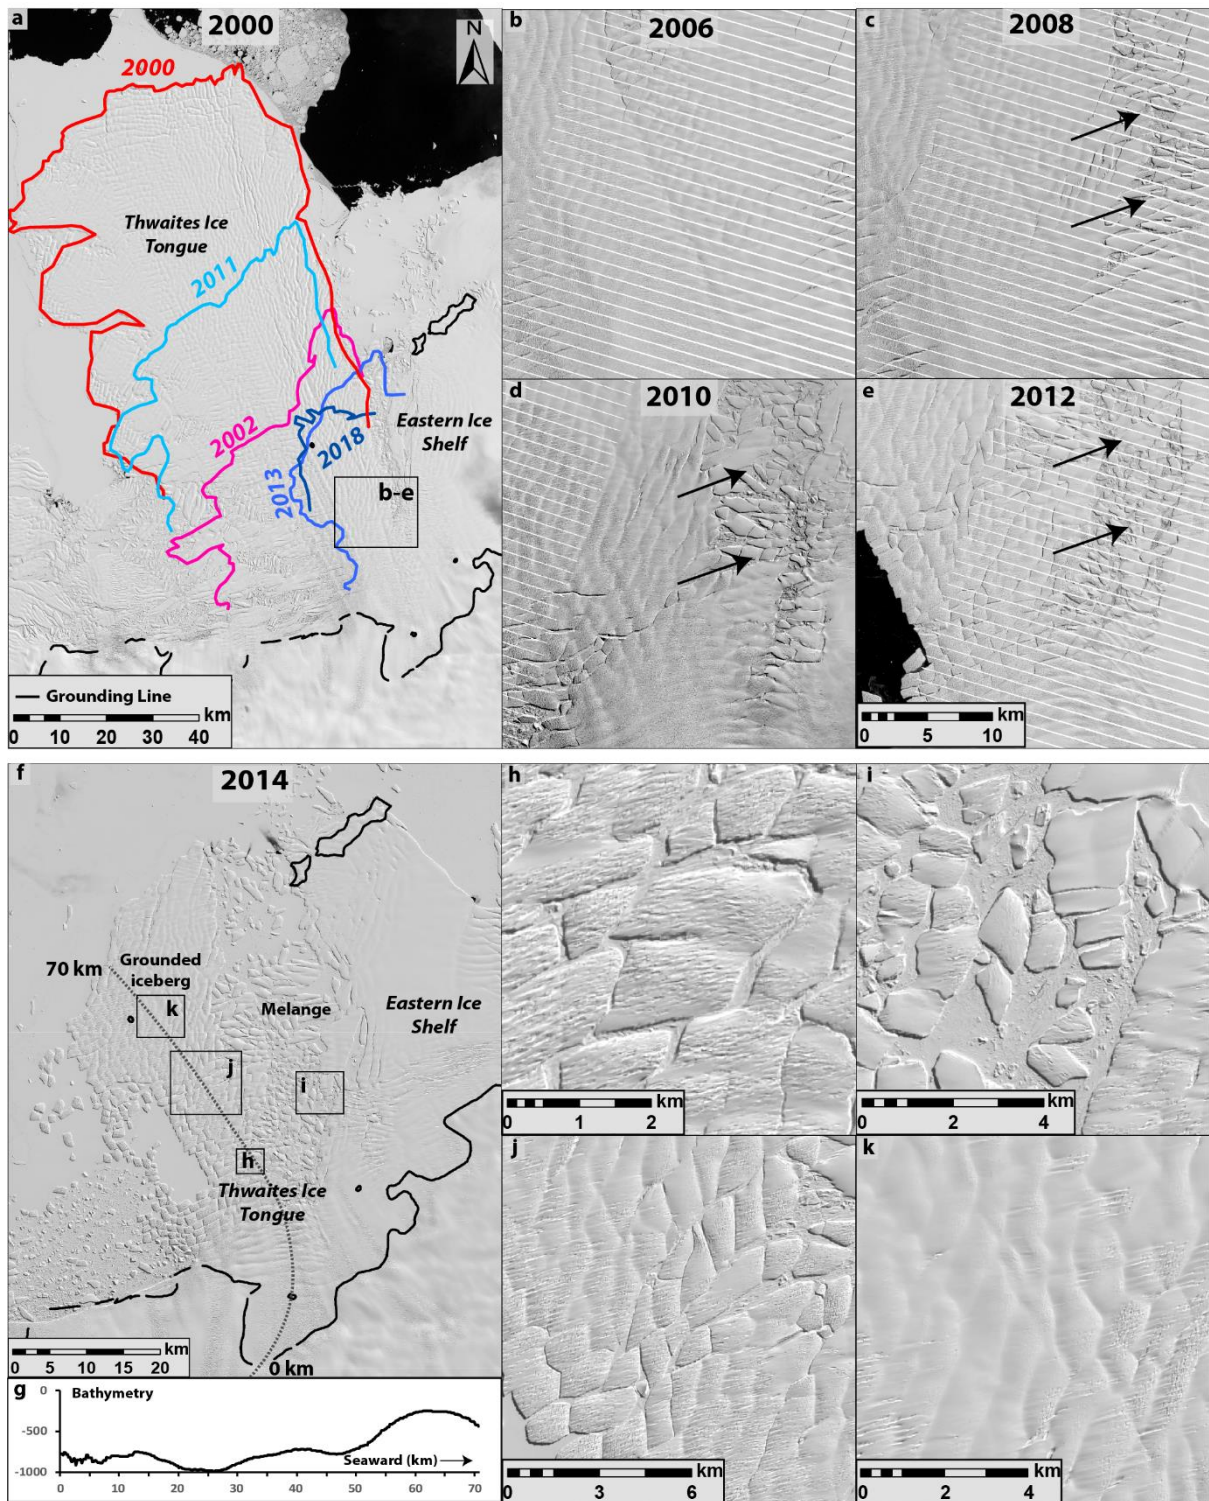 a
2000
N
2000
Thwaites Ice
Tongue
2011
2002
2013
2018
Eastern Ice
Shelf
b-e
Grounding Line
km
0 10 20 30 40
b
2006
c
2008
d
2010
e
2012
km
0 5 10
f
2014
70 km
Grounded
iceberg
k
Melange
Eastern Ice
Shelf
j
i
h
Thwaites Ice
Tongue
km
0 5 10 15 20
0 km
g
Bathymetry
0
-500
-1000
Seaward (km)
0 10 20 30 40 50 60 70
h
km
0 1 2
i
km
0 2 4
j
km
0 3 6
k
km
0 2 4